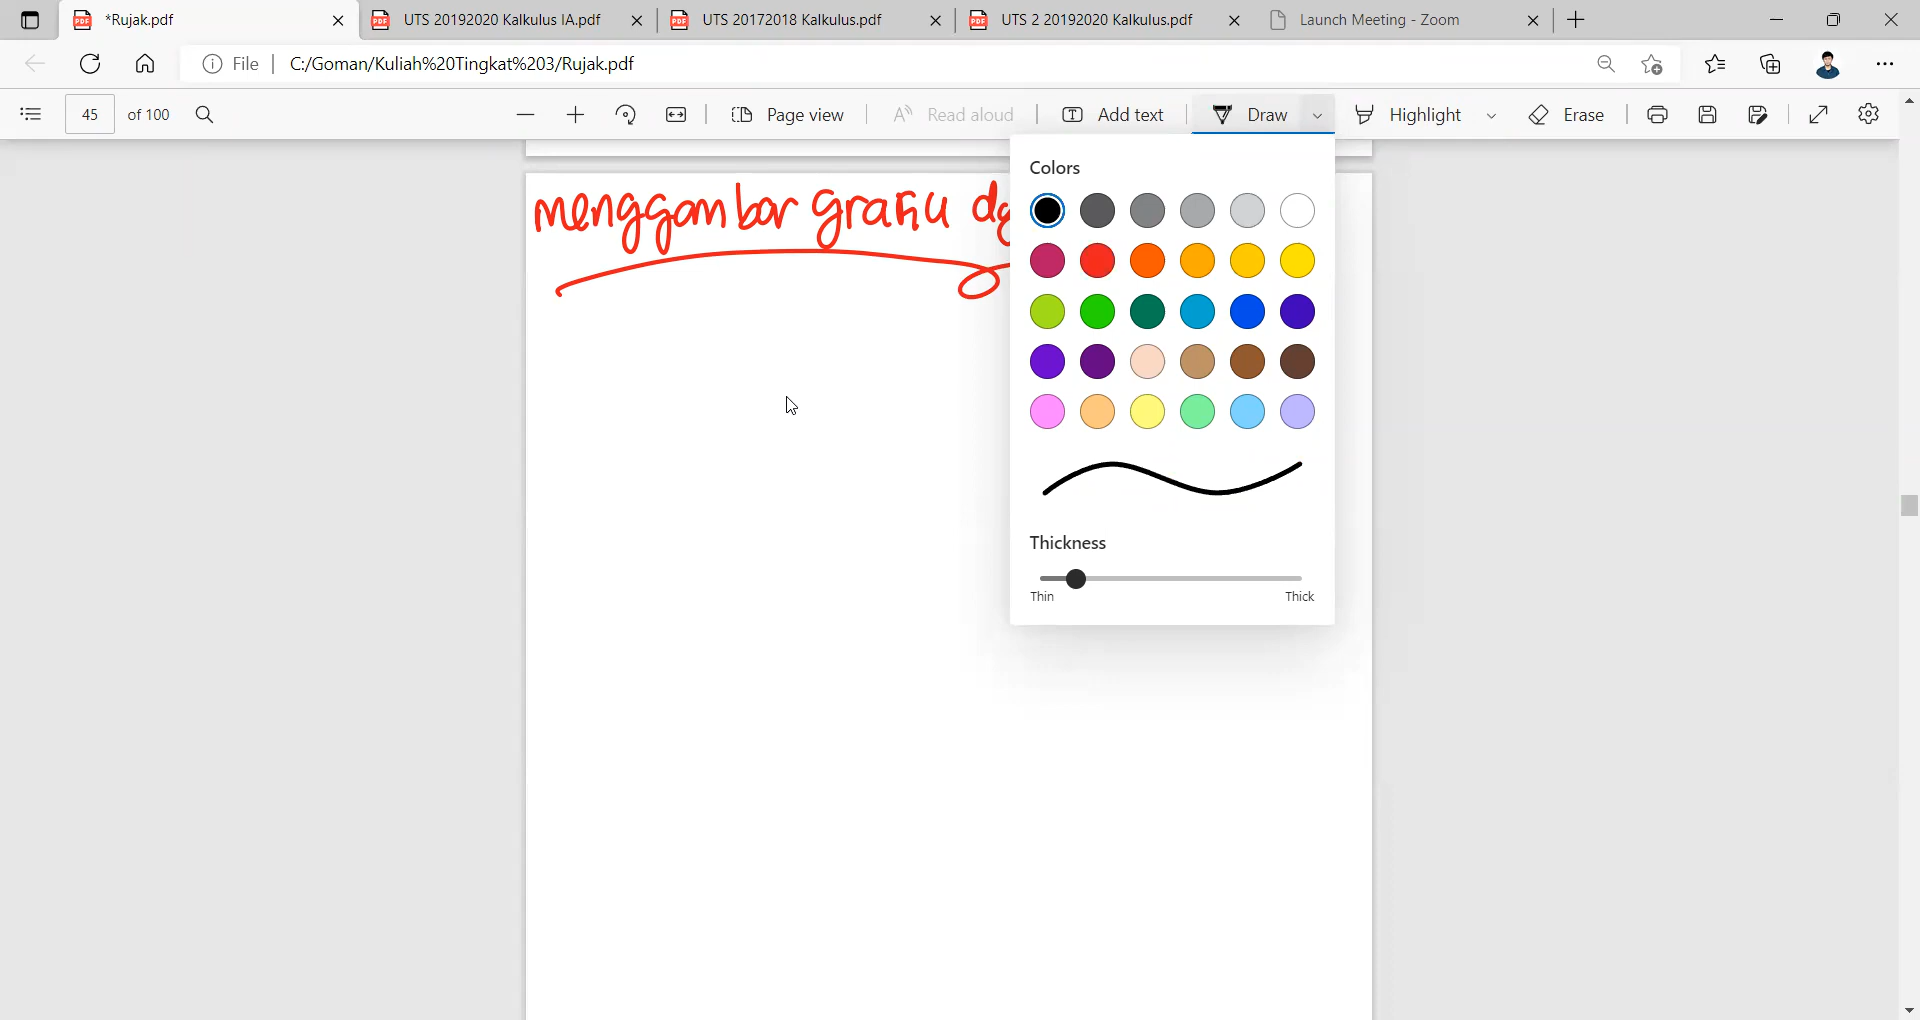 *Rujak.pdf
UTS 20192020 Kalkulus IA.pdf
UTS 20172018 Kalkulus.pdf
UTS 2 20192020 Kalkulus.pdf
Launch Meeting - Zoom
File
C:/Goman/Kuliah%20Tingkat%203/Rujak.pdf
45 of 100
Page view
Read aloud
Add text
Draw
Highlight
Erase
Colors
menggambar
Thickness
Thin
Thick